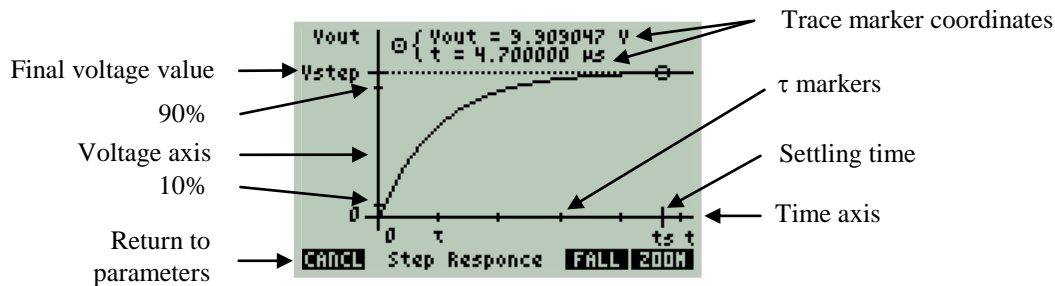 Trace marker coordinates
Vout
Vout = 9.909047 V
t = 4.700000 µs
Final voltage value
Vstep
90%
τ markers
Voltage axis
Settling time
10%
0
Time axis
0 τ ts t
Return to
parameters
CANCL Step Responce FALL ZOOM